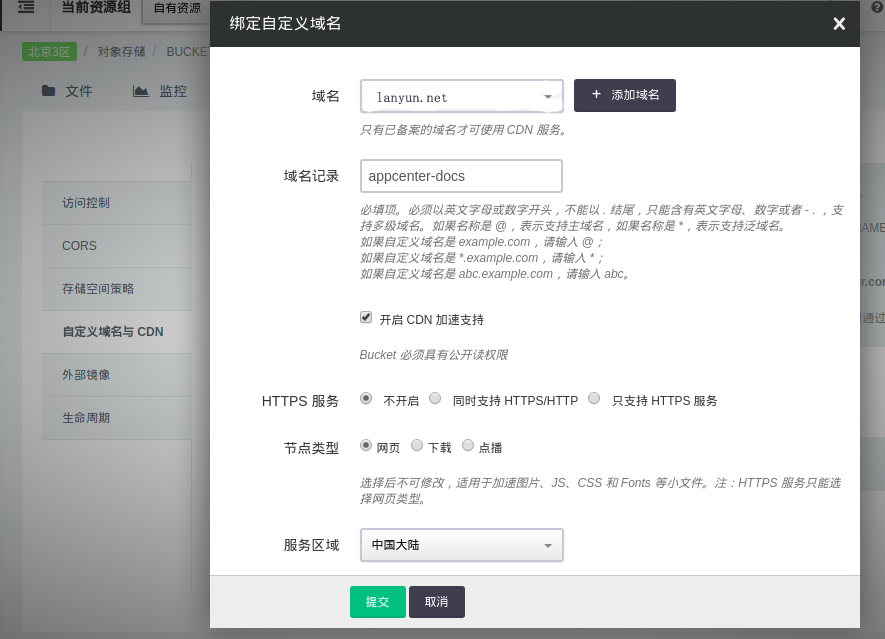 当前资源组
自有资源
北京3区 / 对象存储 / BUCKE
文件
监控
访问控制
CORS
存储空间策略
自定义域名与 CDN
外部镜像
生命周期
绑定自定义域名
域名
lanyun.net
+ 添加域名
只有已备案的域名才可使用 CDN 服务。
域名记录
appcenter-docs
必填项。必须以英文字母或数字开头，不能以 . 结尾，只能含有英文字母、数字或者 - . ，支
持多级域名。如果名称是 @，表示支持主域名，如果名称是 *，表示支持泛域名。
如果自定义域名是 example.com，请输入 @；
如果自定义域名是 *.example.com，请输入 *；
如果自定义域名是 abc.example.com，请输入 abc。
开启 CDN 加速支持
Bucket 必须具有公开读权限
HTTPS 服务
不开启 同时支持 HTTPS/HTTP 只支持 HTTPS 服务
节点类型
网页 下载 点播
选择后不可修改，适用于加速图片、JS、CSS 和 Fonts 等小文件。注：HTTPS 服务只能选
择网页类型。
服务区域
中国大陆
提交
取消
AME
r.com
通过